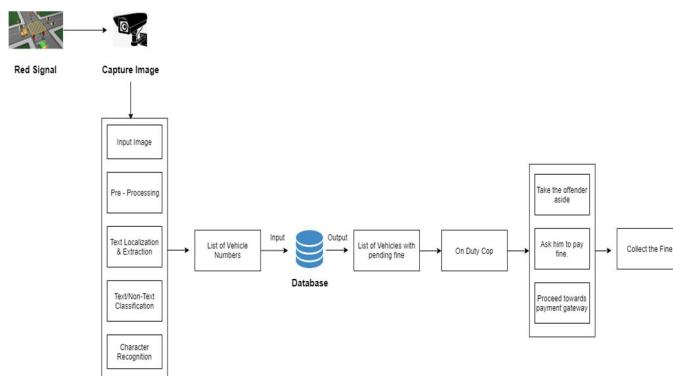 Red Signal
Capture Image
Input Image
Pre - Processing
Text Localization
& Extraction
Text/Non-Text
Classification
Character
Recognition
List of Vehicle
Numbers
Input
Database
Output
List of Vehicles with
pending fine
On Duty Cop
Take the offender
aside
Ask him to pay
fine.
Proceed towards
payment gateway
Collect the Fine